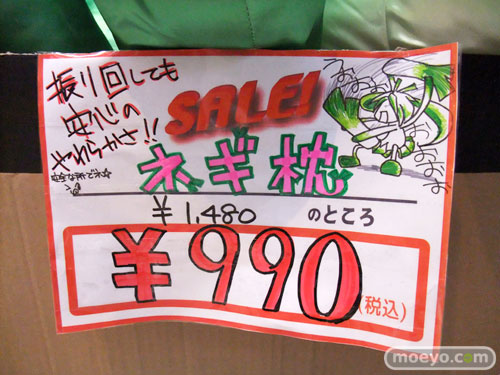 振り回しても
安心の
やわらかさ!!
SALE!
ネギ枕
¥1,480 のところ
¥990
(税込)
moeyo.com